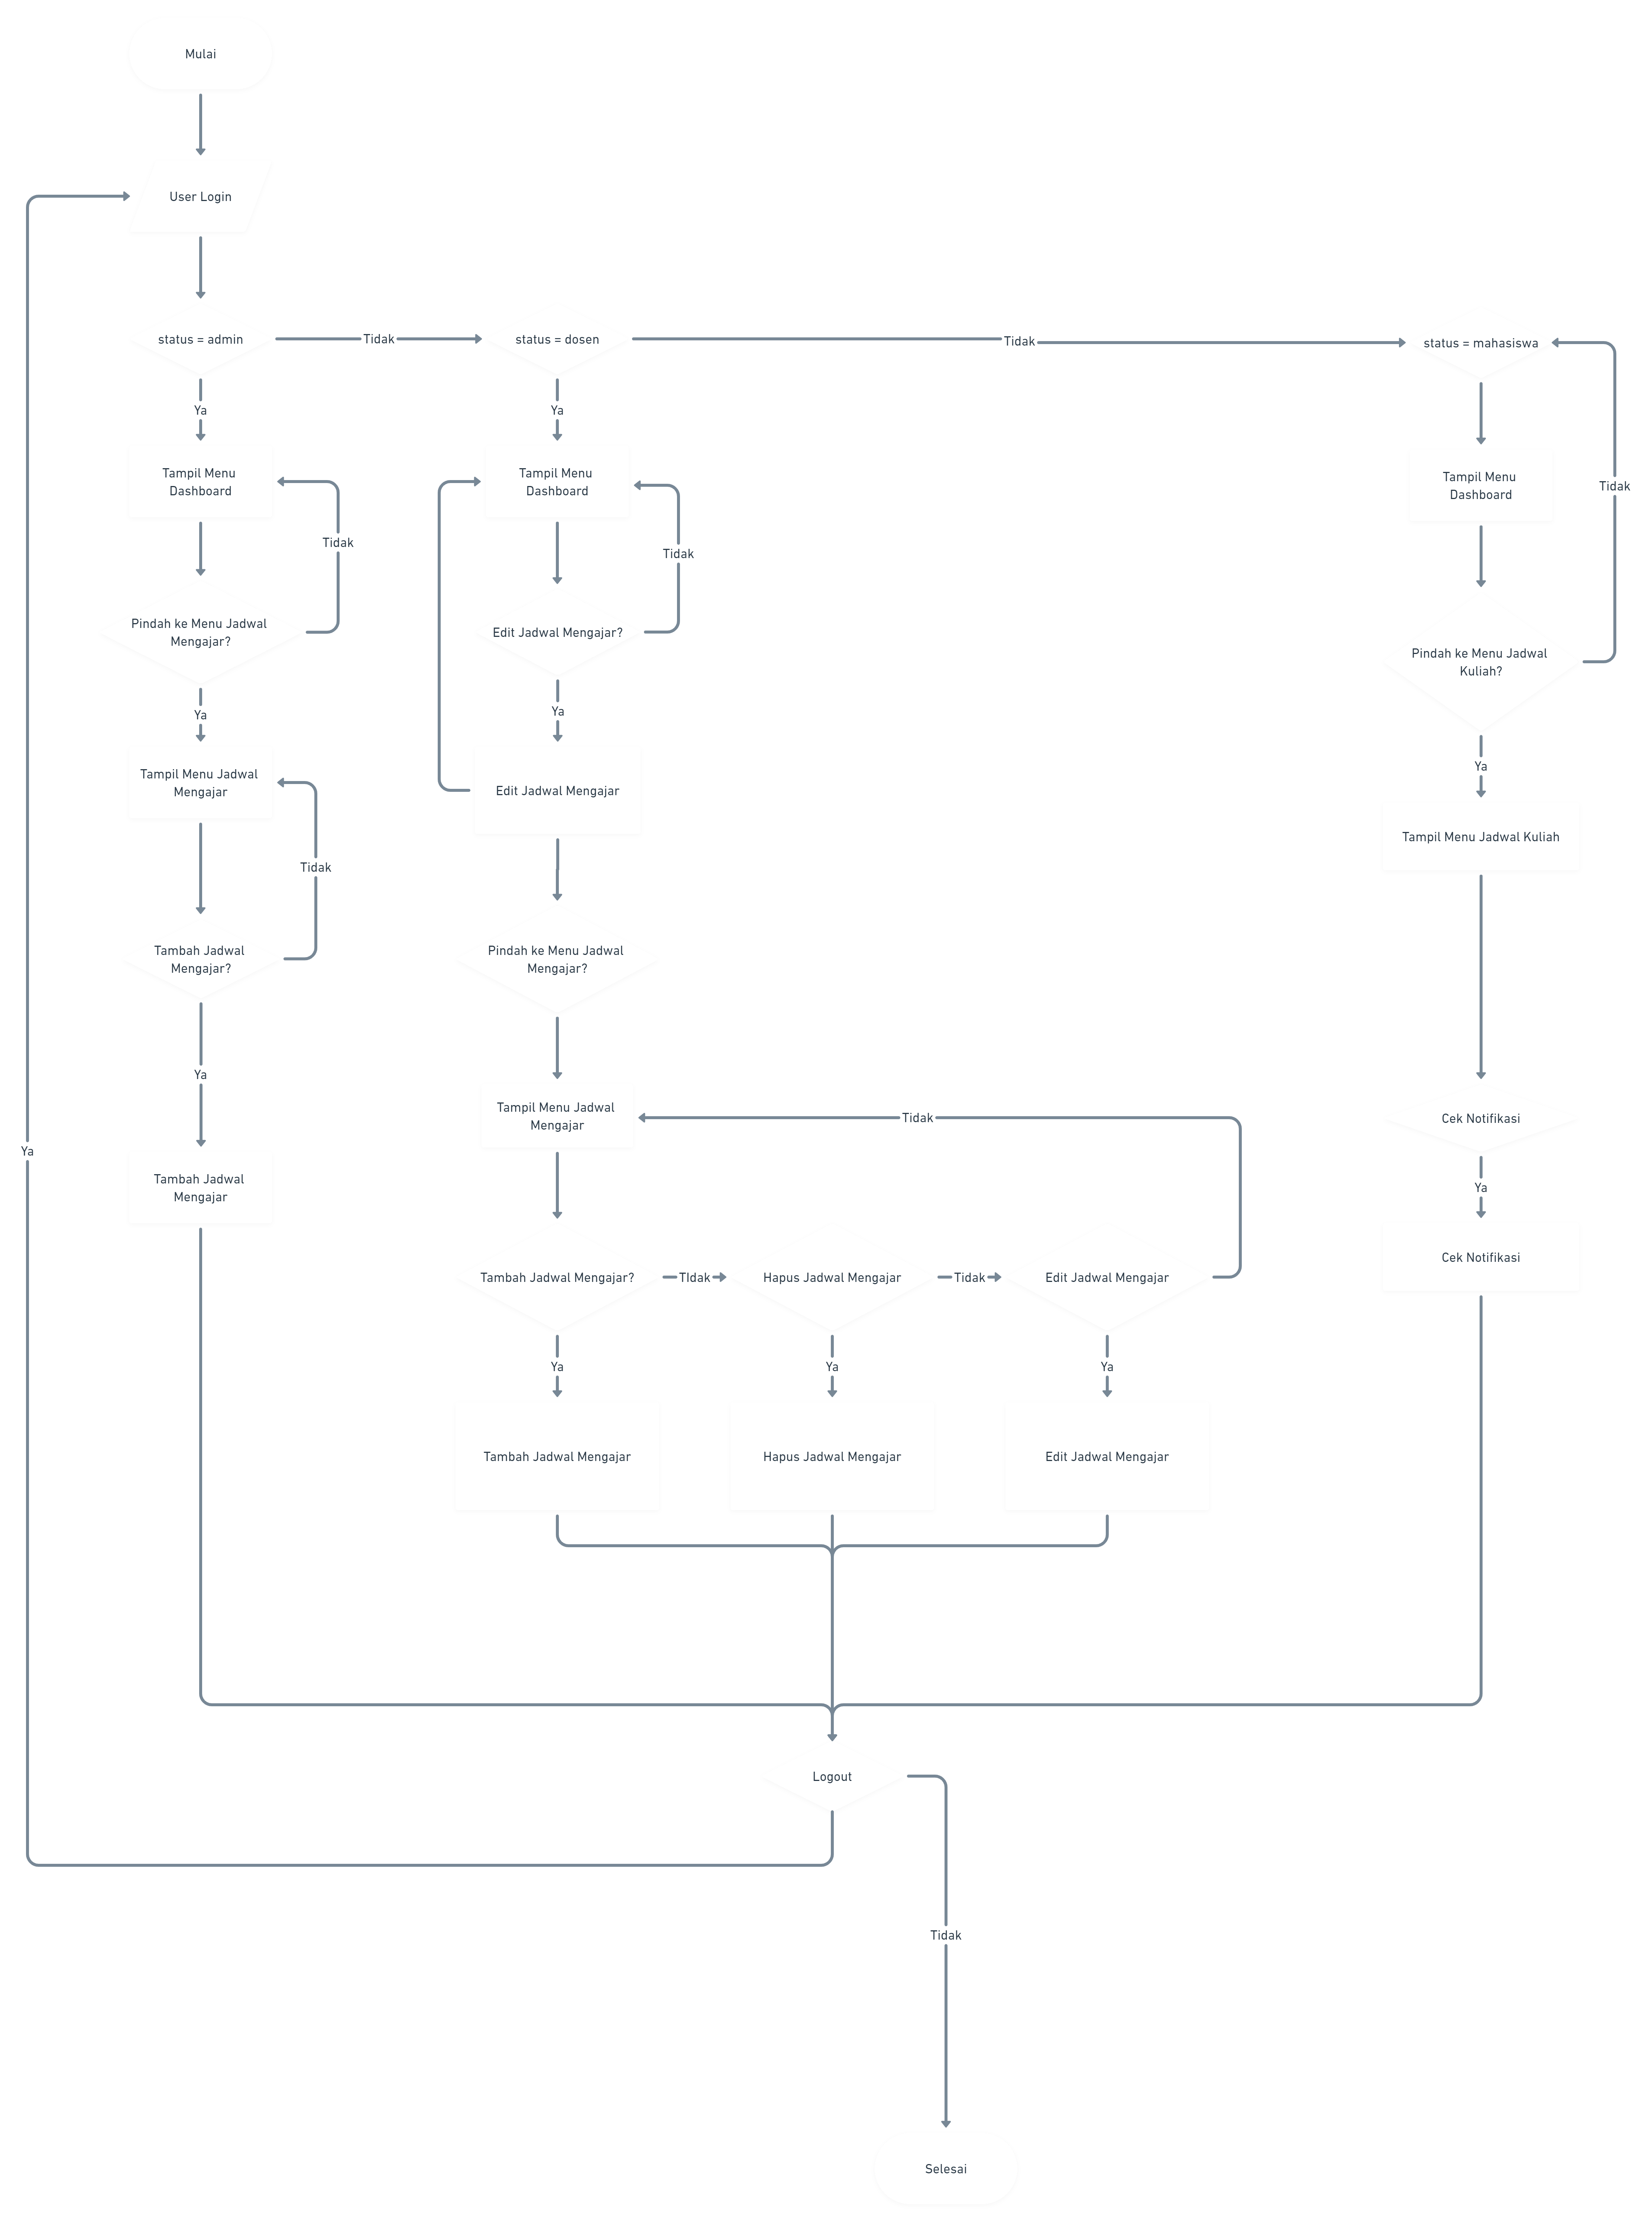 Mulai
User Login
status = admin
Tidak
status = dosen
Tidak
status = mahasiswa
Ya
Ya
Tampil Menu
Dashboard
Tampil Menu
Dashboard
Tampil Menu
Dashboard
Tidak
Tidak
Tidak
Pindah ke Menu Jadwal
Mengajar?
Edit Jadwal Mengajar?
Pindah ke Menu Jadwal
Kuliah?
Ya
Ya
Ya
Tampil Menu Jadwal
Mengajar
Edit Jadwal Mengajar
Tampil Menu Jadwal Kuliah
Tidak
Tambah Jadwal
Mengajar?
Pindah ke Menu Jadwal
Mengajar?
Ya
Tampil Menu Jadwal
Mengajar
Tidak
Cek Notifikasi
Ya
Tambah Jadwal
Mengajar
Ya
Cek Notifikasi
Tambah Jadwal Mengajar?
TIdak
Hapus Jadwal Mengajar
Tidak
Edit Jadwal Mengajar
Ya
Ya
Ya
Tambah Jadwal Mengajar
Hapus Jadwal Mengajar
Edit Jadwal Mengajar
Logout
Tidak
Selesai